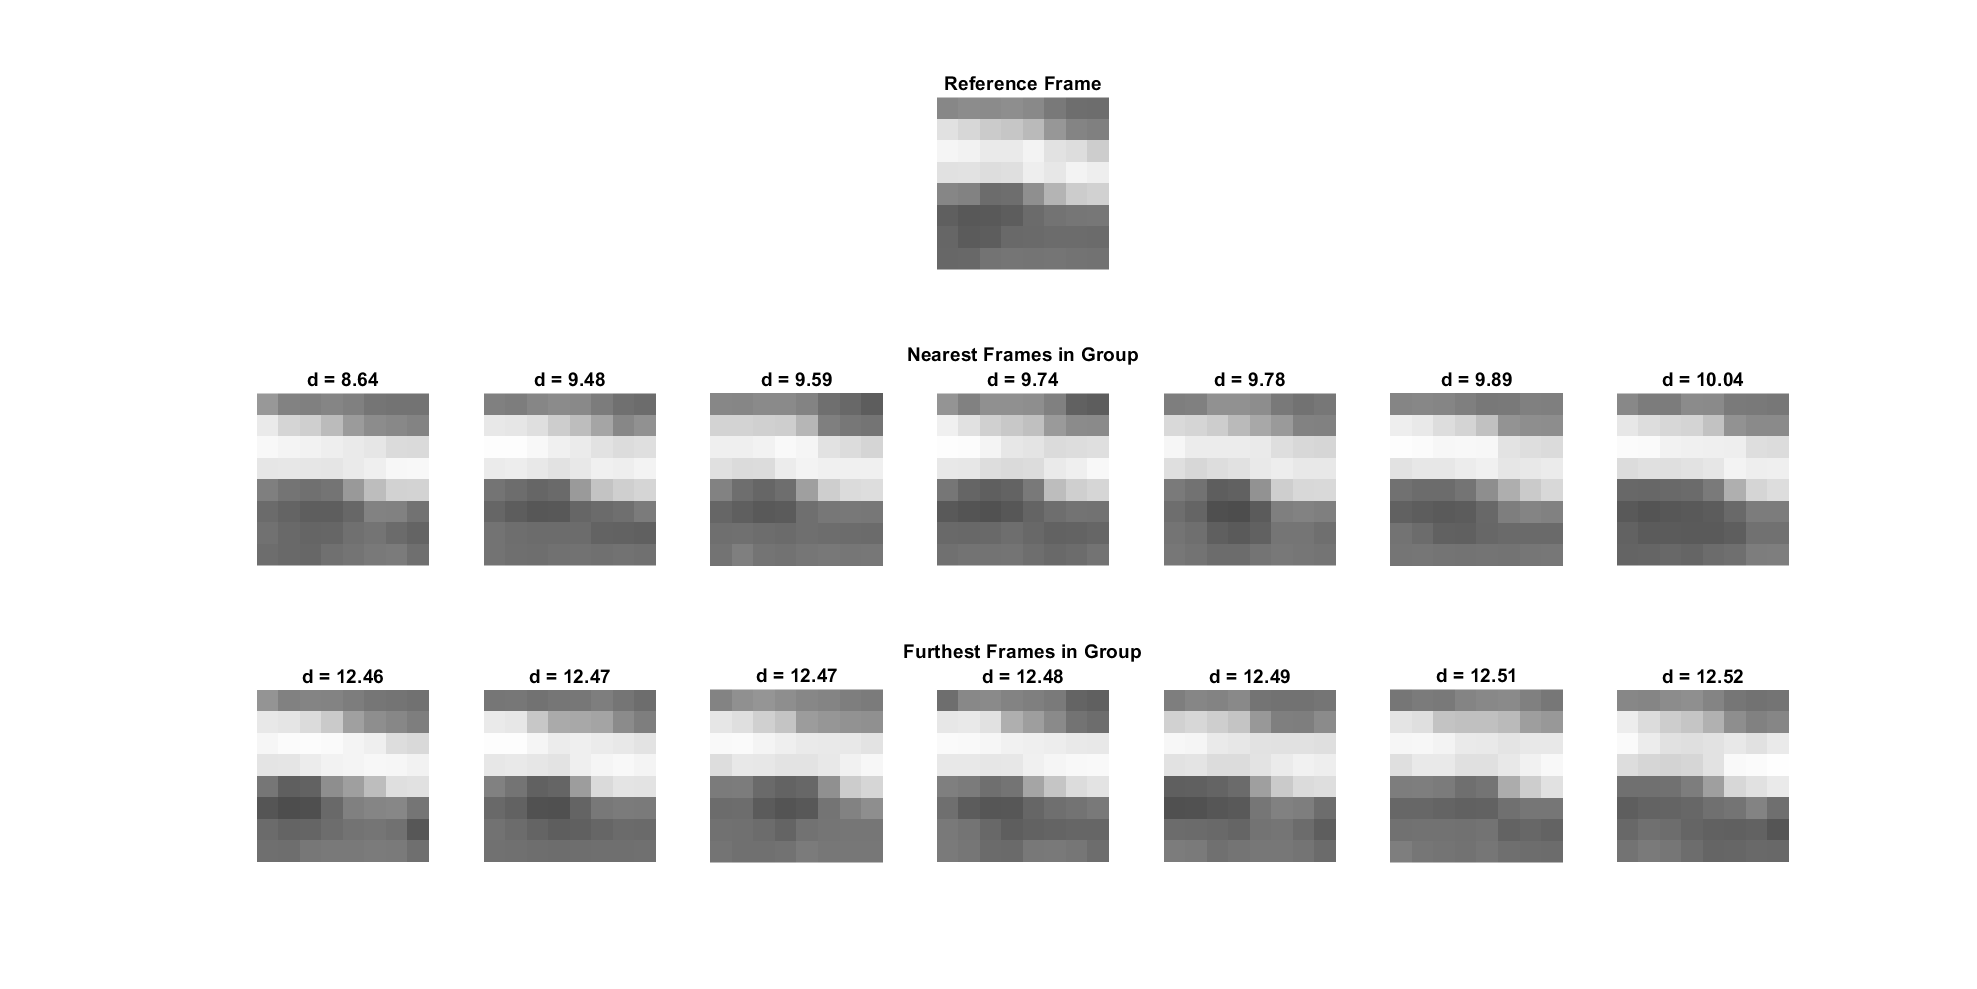 Reference Frame
Nearest Frames in Group
d = 8.64
d = 9.48
d = 9.59
d = 9.74
d = 9.78
d = 9.89
d = 10.04
Furthest Frames in Group
d = 12.46
d = 12.47
d = 12.47
d = 12.48
d = 12.49
d = 12.51
d = 12.52